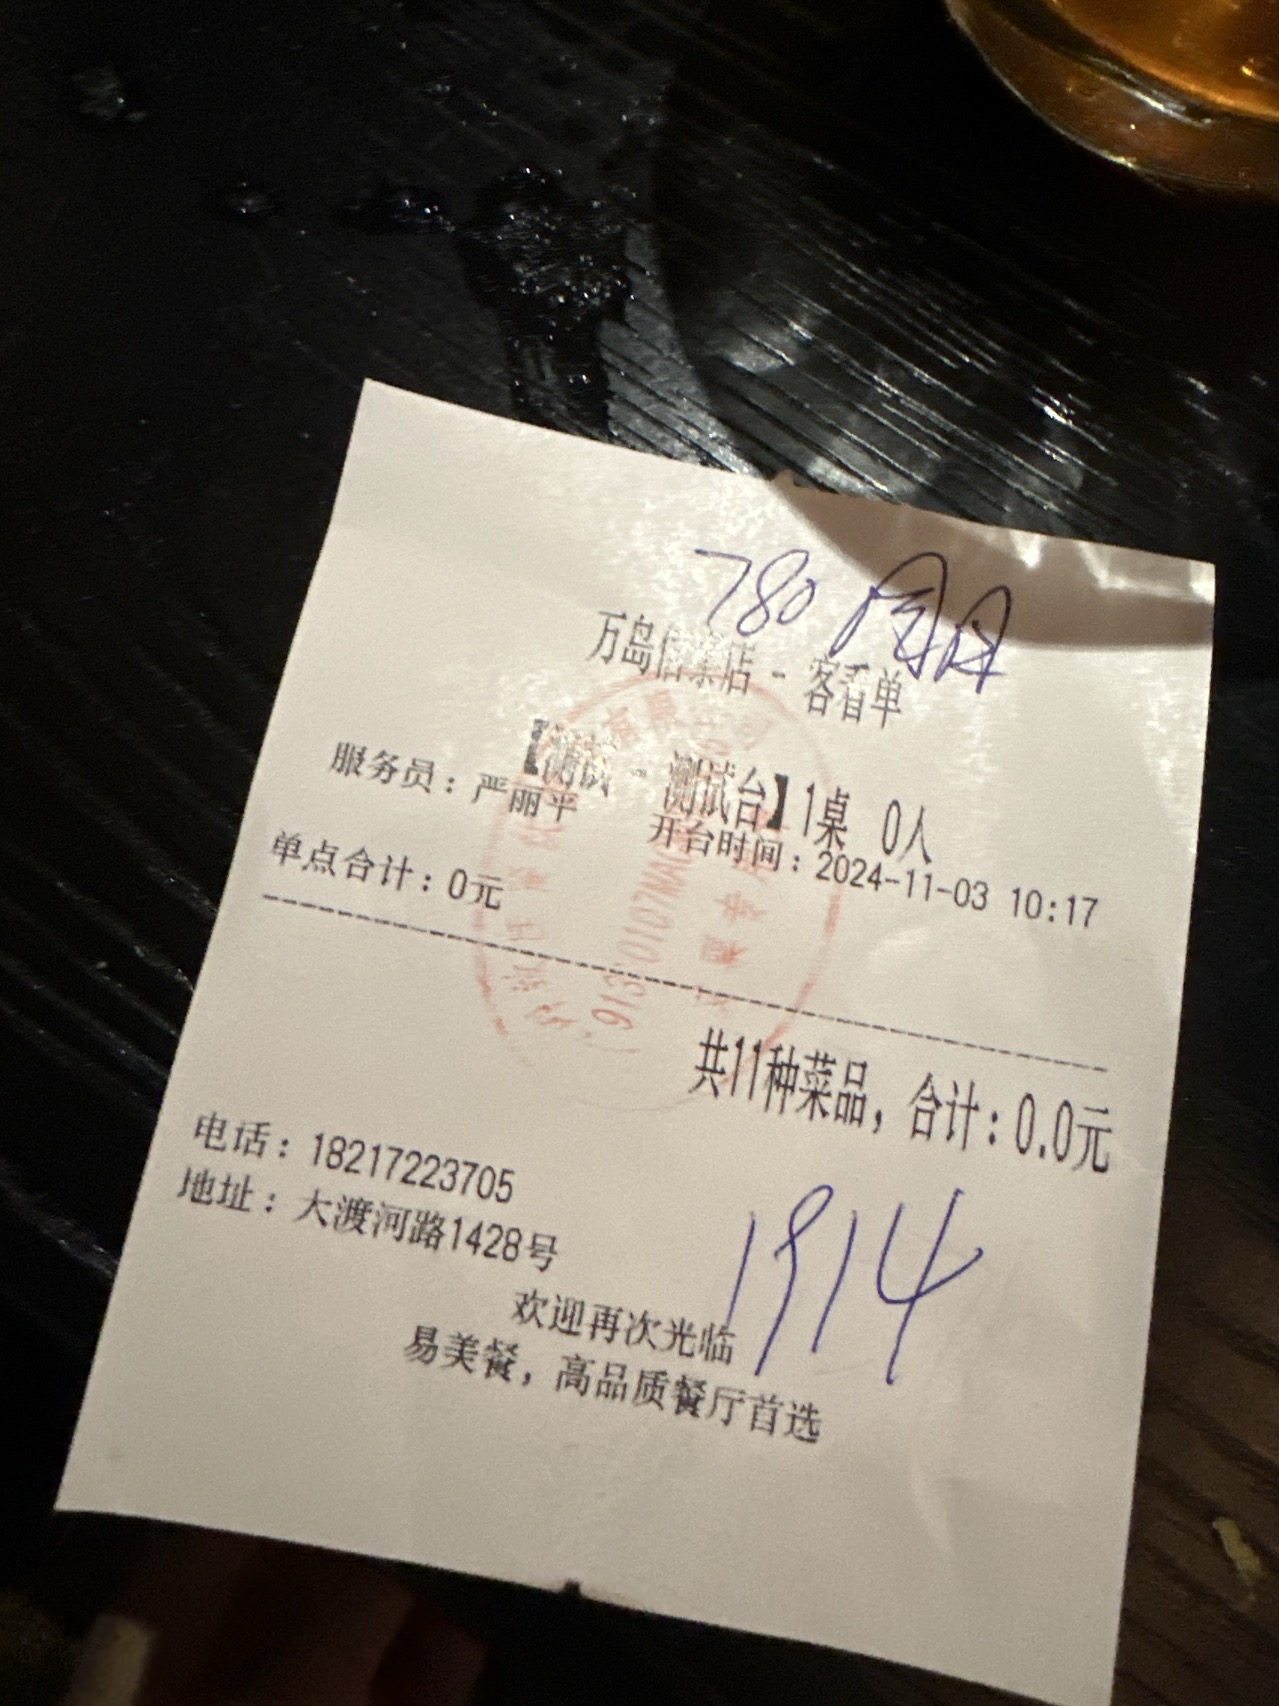 780
万岛信栄店 - 客看单
【测试 - 测试台】1桌 0人
服务员：严丽平
开台时间：2024-11-03 10:17
单点合计：0元
共11种菜品，合计：0.0元
电话：18217223705
地址：大渡河路1428号
1914
欢迎再次光临
易美餐，高品质餐厅首选